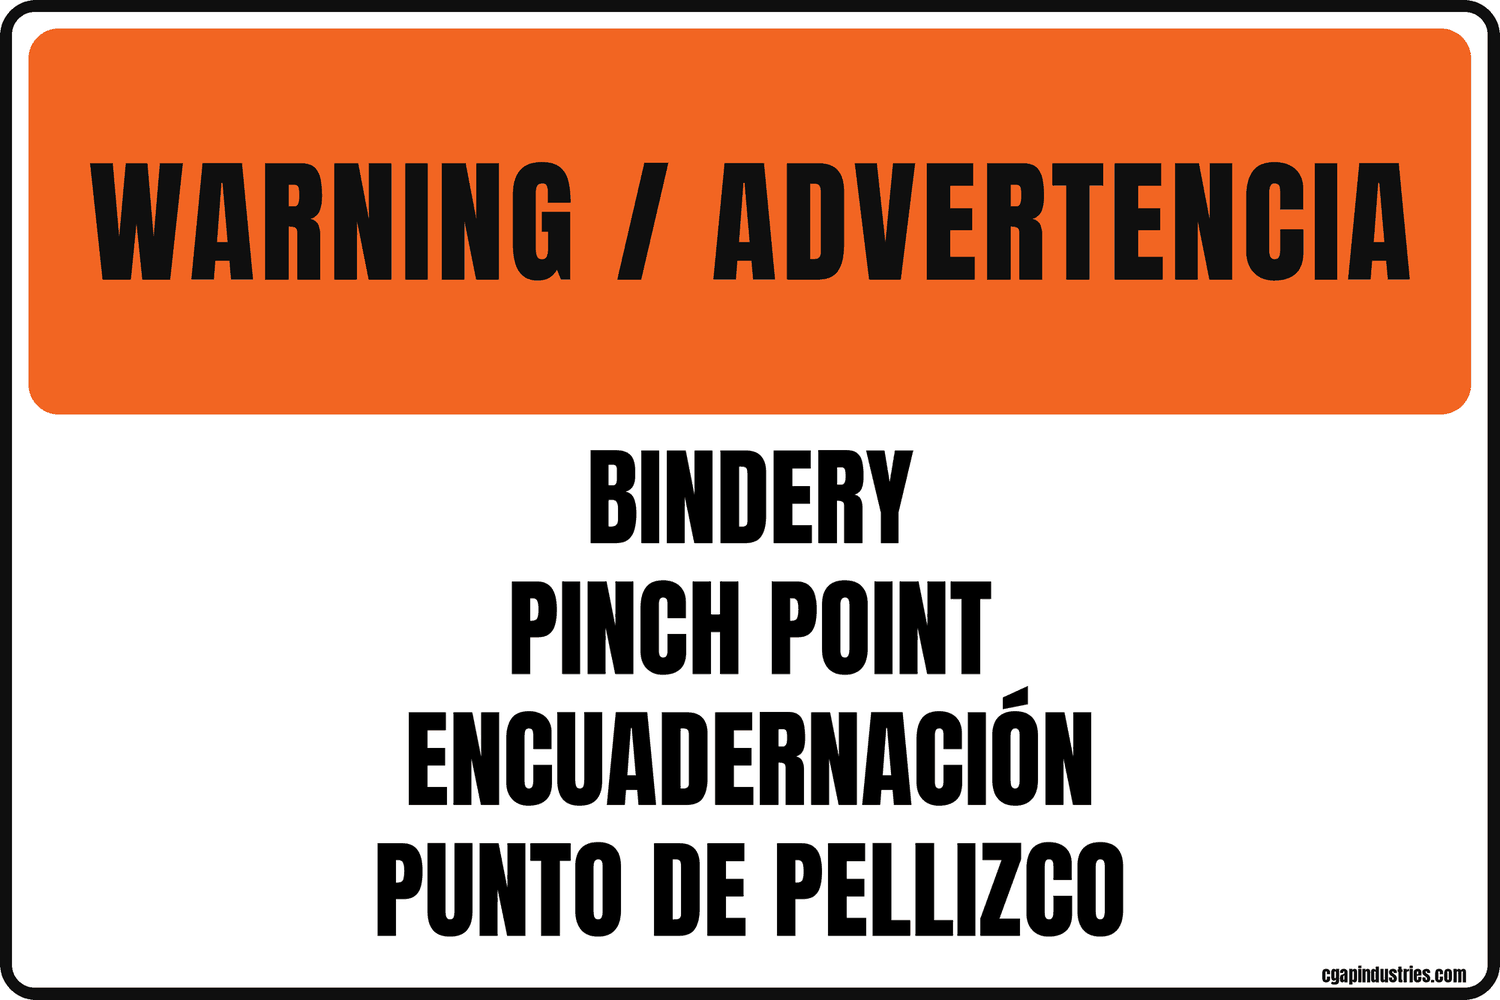 WARNING / ADVERTENCIA
BINDERY
PINCH POINT
ENCUADERNACIÓN
PUNTO DE PELLIZCO
cgapindustries.com